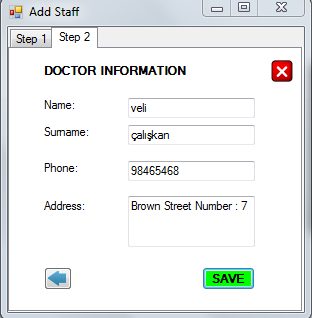 Add Staff
Step 1 Step 2
DOCTOR INFORMATION
Name: veli
Surname: çalışkan
Phone: 98465468
Address: Brown Street Number : 7
SAVE